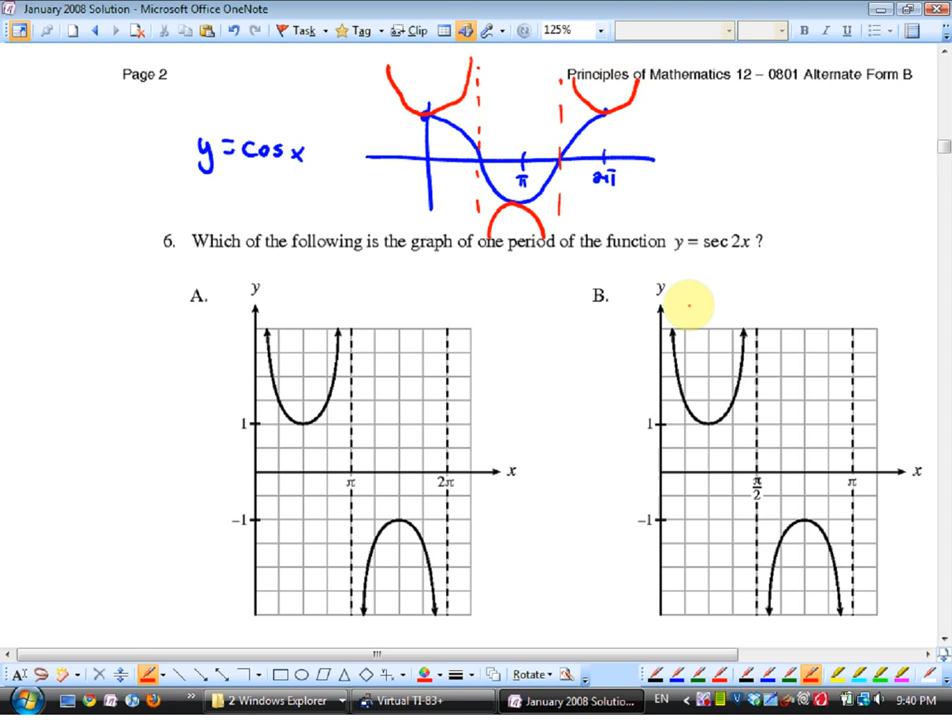 January 2008 Solution - Microsoft Office OneNote
Task
Tag
Clip
125%
B I U
Page 2
Principles of Mathematics 12 – 0801 Alternate Form B
y = cos x
π
2π
6. Which of the following is the graph of one period of the function y = sec 2x ?
A.
y
1
-1
π
2π
x
B.
y
1
-1
π/2
π
x
Rotate
2 Windows Explorer
Virtual TI-83+
January 2008 Solutio...
EN
9:40 PM